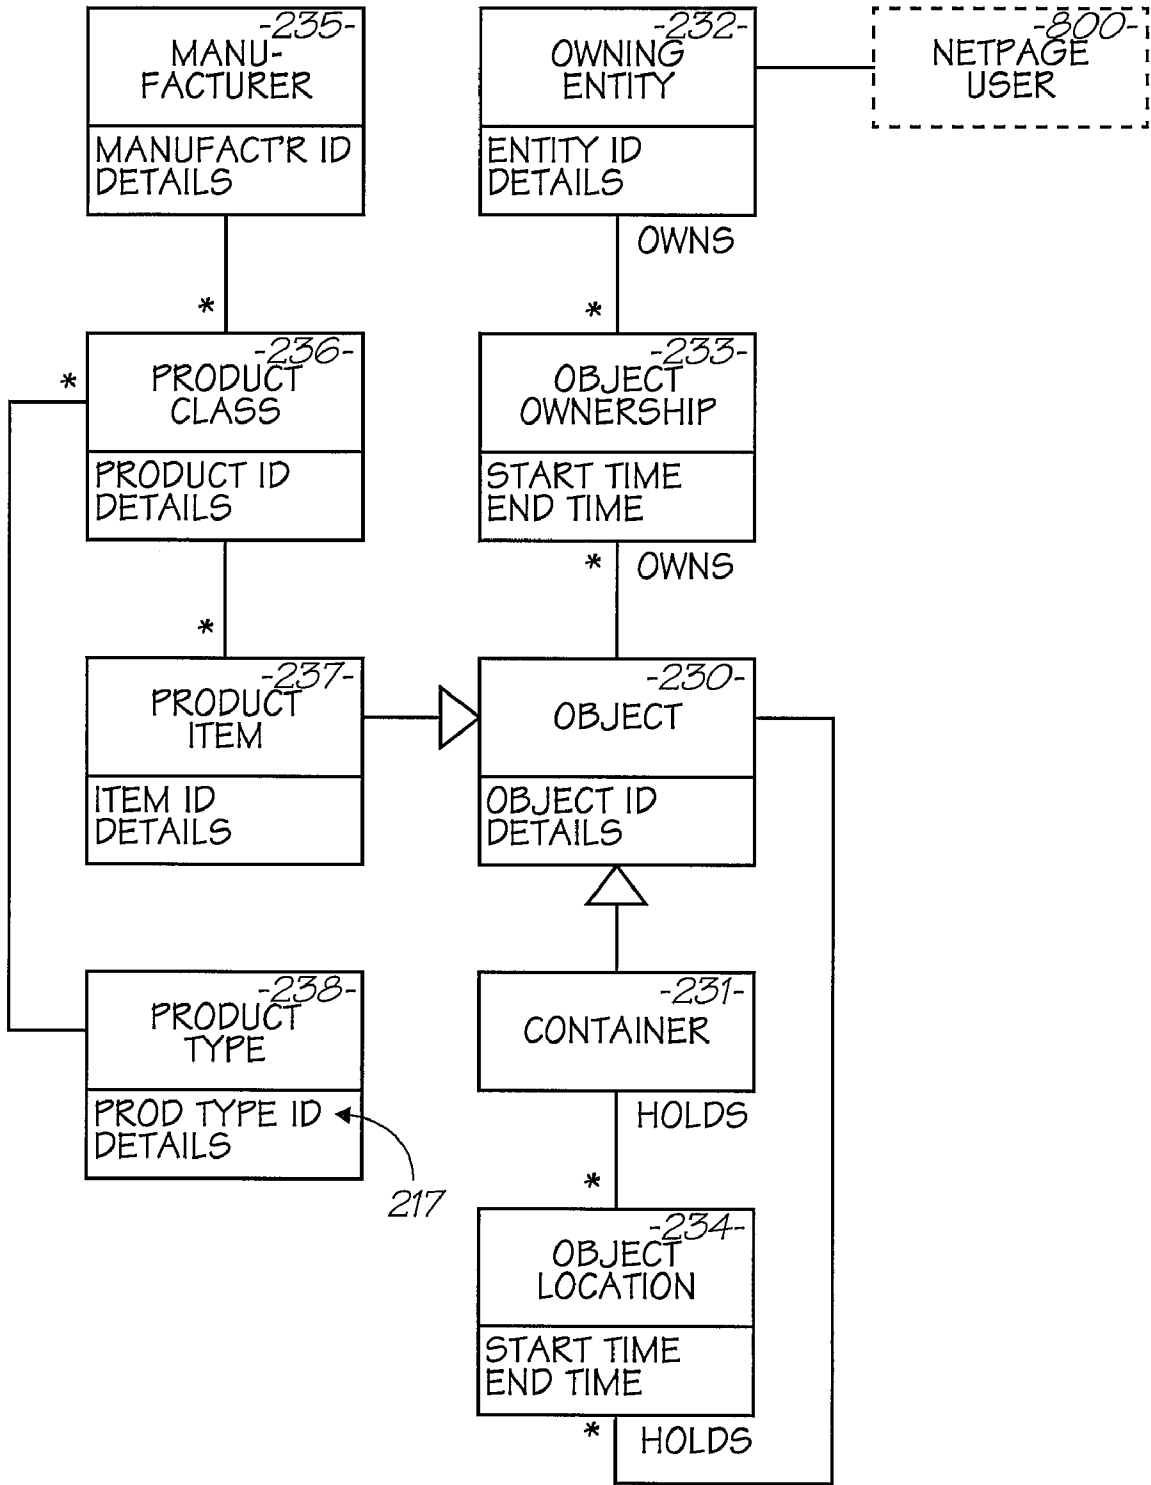 -235-
MANU-
FACTURER
MANUFACT'R ID
DETAILS
-232-
OWNING
ENTITY
ENTITY ID
DETAILS
-800-
NETPAGE
USER
OWNS
*
*
-236-
PRODUCT
CLASS
PRODUCT ID
DETAILS
*
-233-
OBJECT
OWNERSHIP
START TIME
END TIME
* OWNS
*
-237-
PRODUCT
ITEM
ITEM ID
DETAILS
-230-
OBJECT
OBJECT ID
DETAILS
-238-
PRODUCT
TYPE
PROD TYPE ID
DETAILS
217
-231-
CONTAINER
HOLDS
*
-234-
OBJECT
LOCATION
START TIME
END TIME
* HOLDS